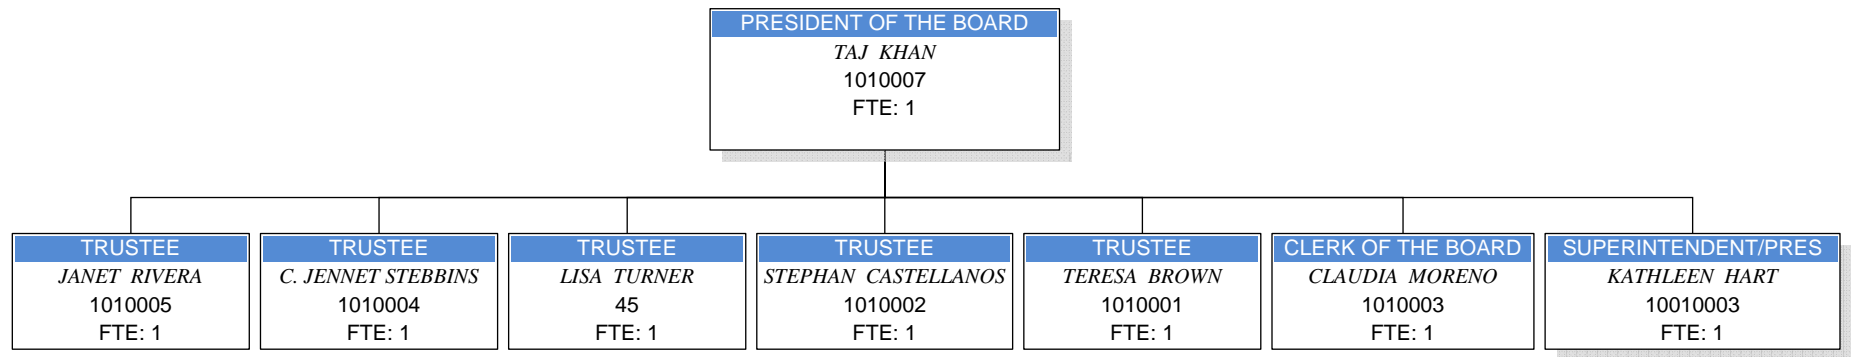 PRESIDENT OF THE BOARD
TAJ KHAN
1010007
FTE: 1
TRUSTEE
JANET RIVERA
1010005
FTE: 1
TRUSTEE
C. JENNET STEBBINS
1010004
FTE: 1
TRUSTEE
LISA TURNER
45
FTE: 1
TRUSTEE
STEPHAN CASTELLANOS
1010002
FTE: 1
TRUSTEE
TERESA BROWN
1010001
FTE: 1
CLERK OF THE BOARD
CLAUDIA MORENO
1010003
FTE: 1
SUPERINTENDENT/PRES
KATHLEEN HART
10010003
FTE: 1